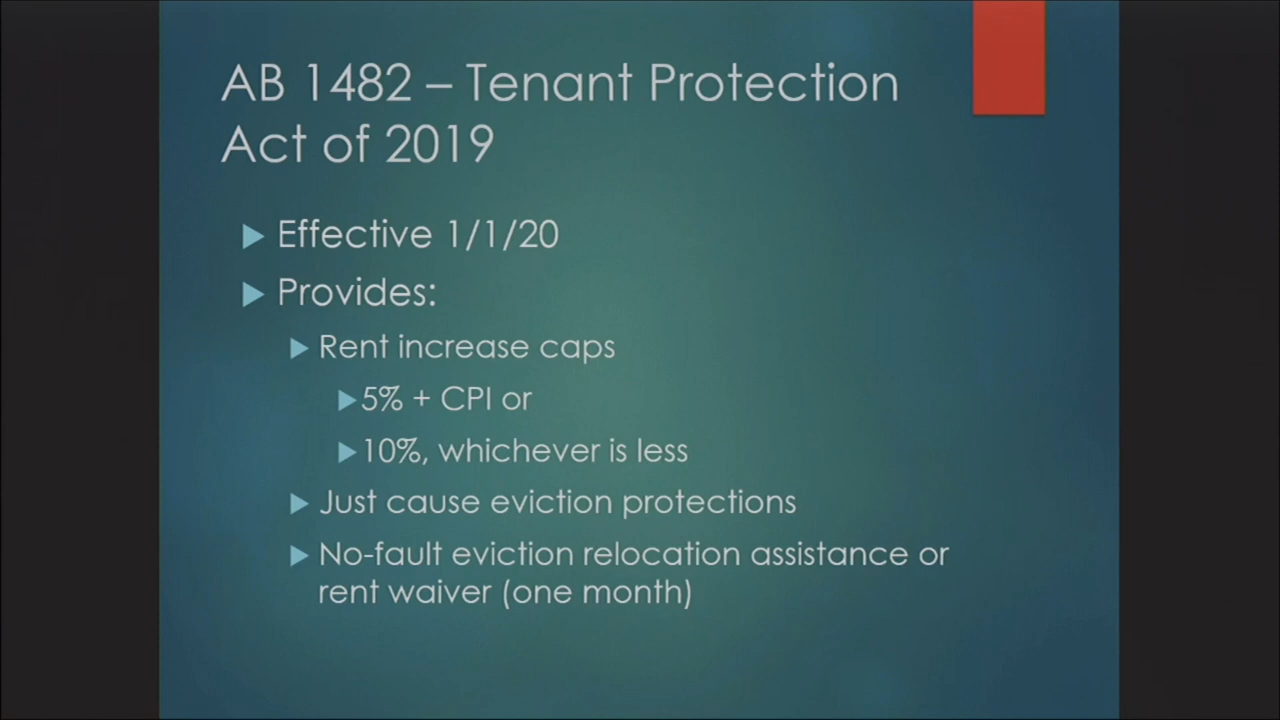 AB 1482 – Tenant Protection
Act of 2019
Effective 1/1/20
Provides:
Rent increase caps
5% + CPI or
10%, whichever is less
Just cause eviction protections
No-fault eviction relocation assistance or
rent waiver (one month)